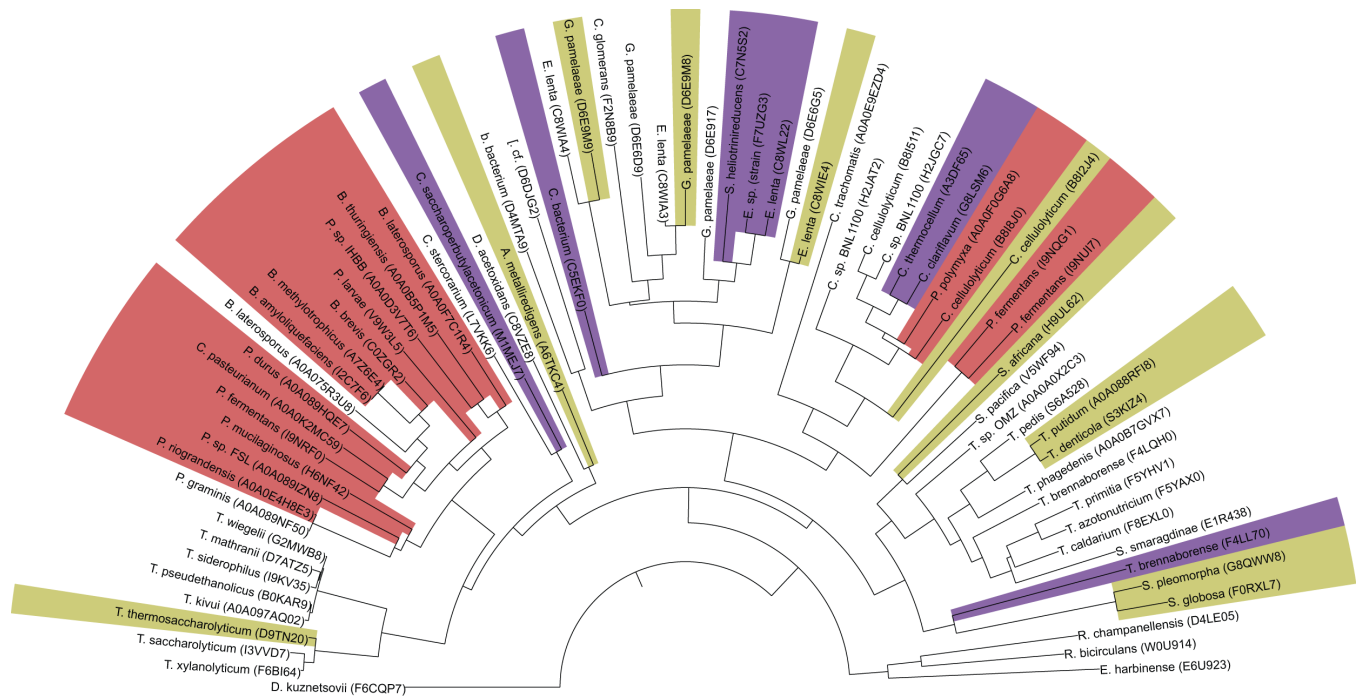 D. kuznetsovii (F6CQP7)
T. xylanolyticum (F6BI64)
T. saccharolyticum (I3VVD7)
T. thermosaccharolyticum (D9TN20)
T. kivui (A0A097AQ02)
T. pseudethanolicus (B0KAR9)
T. siderophilus (I9KV35)
T. mathranii (D7ATZ5)
T. wiegelii (G2MWB8)
P. graminis (A0A089NF50)
P. riograndensis (A0A0E4H8E3)
P. sp. FSL (A0A089IZN8)
P. mucilaginosus (H6NF42)
P. fermentans (I9NRF0)
C. pasteurianum (A0A0K2MC59)
P. durus (A0A089HQE7)
B. laterosporus (A0A075R3U8)
B. amyloliquefaciens (I2C7F6)
B. methylotrophicus (A7Z6E4)
B. brevis (C0ZGR2)
P. larvae (V9W3L5)
P. sp. IHBB (A0A0D3V7T6)
B. thuringiensis (A0A0B5P1M5)
B. laterosporus (A0A0F7C1R4)
C. stercorarium (L7VKK6)
C. saccharoperbutylacetonicum (M1MEJ7)
D. acetoxidans (C8VZE8)
A. metalliredigens (A6TKC4)
b. bacterium (D4MTA9)
[. cf. (D6DJG2)
C. bacterium (C5EKF0)
E. lenta (C8WIA4)
G. pamelaeae (D6E9M9)
C. glomerans (F2N8B9)
G. pamelaeae (D6E6D9)
E. lenta (C8WIA3)
G. pamelaeae (D6E9M8)
G. pamelaeae (D6E917)
S. heliotrinireducens (C7N5S2)
E. sp. (strain (F7UZG3)
E. lenta (C8WL22)
G. pamelaeae (D6E6G5)
E. lenta (C8WIE4)
C. trachomatis (A0A0E9EZD4)
C. sp. BNL1100 (H2JAT2)
C. cellulolyticum (B8I511)
C. sp. BNL1100 (H2JGC7)
C. thermocellum (A3DF65)
C. clariflavum (G8LSM6)
P. polymyxa (A0A0F0G6A8)
C. cellulolyticum (B8I8J0)
C. cellulolyticum (B8I2J4)
P. fermentans (I9NQG1)
P. fermentans (I9NUI7)
S. africana (H9UL62)
S. pacifica (V5WF94)
T. sp. OMZ (A0A0A0X2C3)
T. pedis (S6A528)
T. putidum (A0A088RFI8)
T. denticola (S3KIZ4)
T. phagedenis (A0A0B7GVX7)
T. brennaborense (F4LQH0)
T. primitia (F5YHV1)
T. azotonutricium (F5YAX0)
T. caldarium (F8EXL0)
S. smaragdinae (E1R438)
T. brennaborense (F4LL70)
S. pleomorpha (G8QWW8)
S. globosa (F0RXL7)
R. champanellensis (D4LE05)
R. bicirculans (W0U914)
E. harbinense (E6U923)